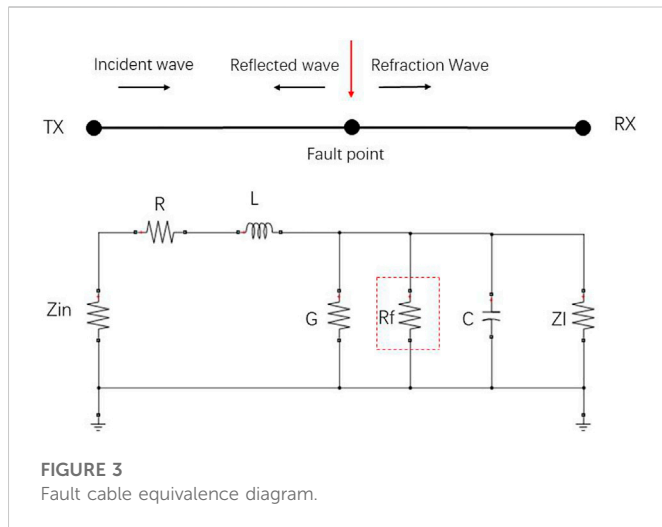 Incident wave
Reflected wave
Refraction Wave
TX
RX
Fault point
R
L
Zin
G
Rf
C
Zl
FIGURE 3
Fault cable equivalence diagram.